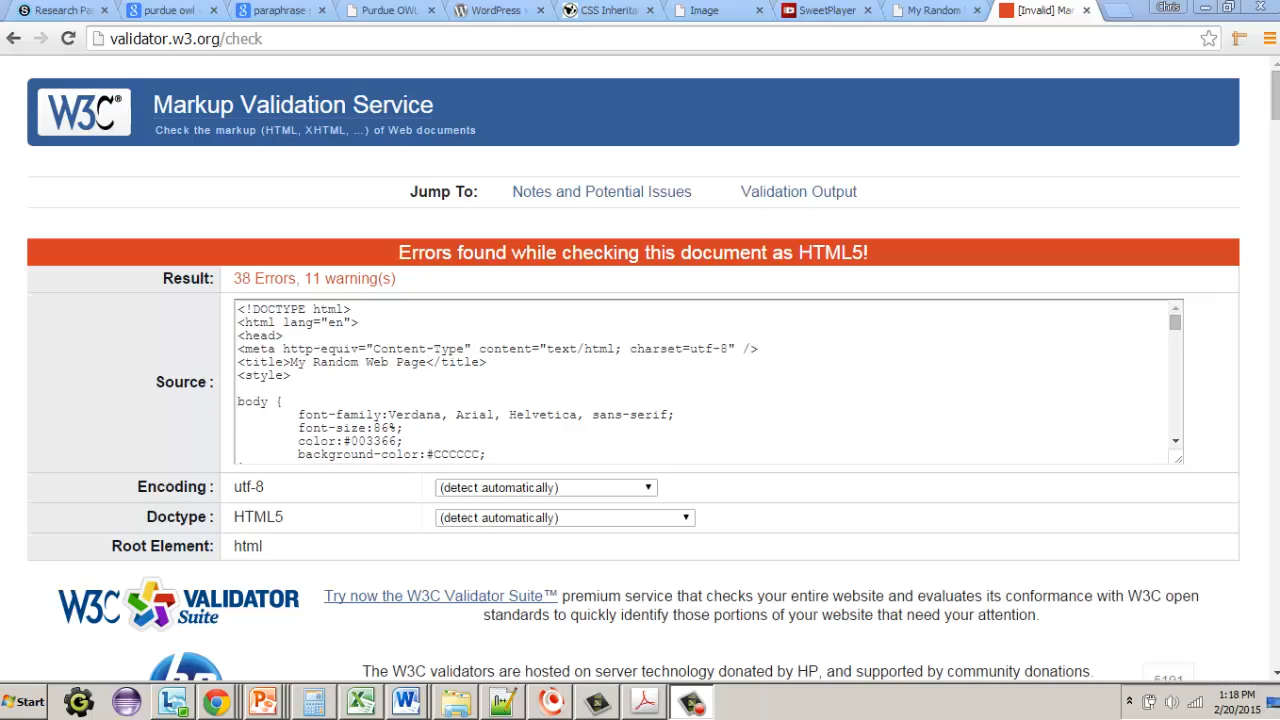 Research Pa
purdue owl -
paraphrase
Purdue OWL
WordPress
CSS Inherita
Image
SweetPlayer
My Random
[Invalid] Mar
Chris
validator.w3.org/check
W3C®
Markup Validation Service
Check the markup (HTML, XHTML, …) of Web documents
Jump To: Notes and Potential Issues Validation Output
Errors found while checking this document as HTML5!
Result: 38 Errors, 11 warning(s)
Source :
<!DOCTYPE html>
<html lang="en">
<head>
<meta http-equiv="Content-Type" content="text/html; charset=utf-8" />
<title>My Random Web Page</title>
<style>
body {
font-family:Verdana, Arial, Helvetica, sans-serif;
font-size:86%;
color:#003366;
background-color:#CCCCCC;
Encoding : utf-8 (detect automatically)
Doctype : HTML5 (detect automatically)
Root Element: html
W3C VALIDATOR Suite
Try now the W3C Validator Suite™ premium service that checks your entire website and evaluates its conformance with W3C open
standards to quickly identify those portions of your website that need your attention.
The W3C validators are hosted on server technology donated by HP, and supported by community donations.
Start
1:18 PM
2/20/2015